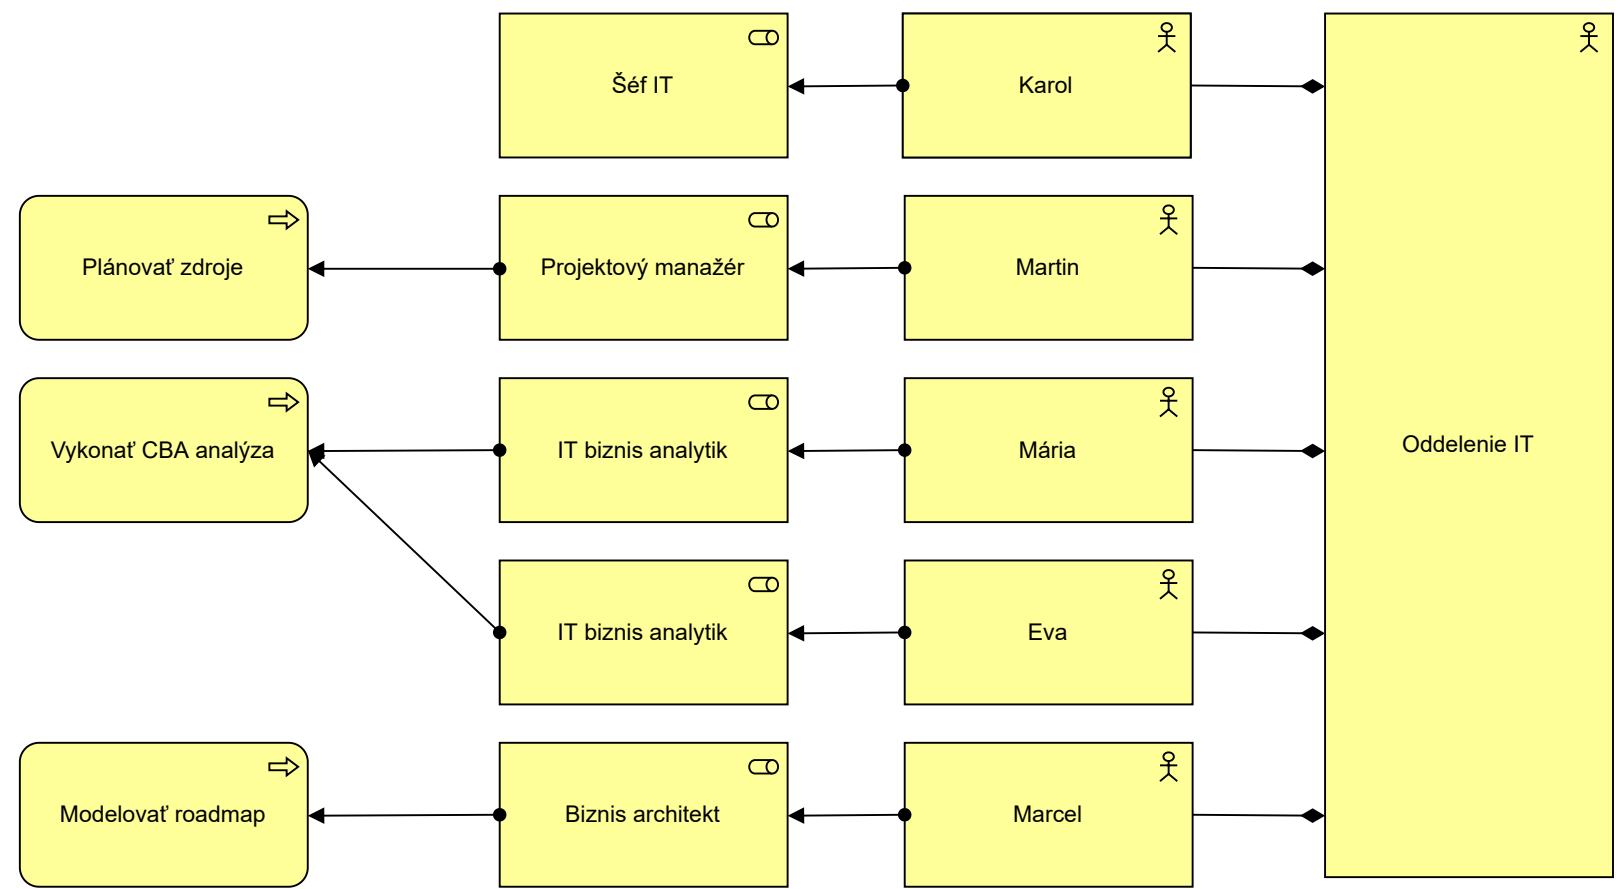 Šéf IT
Karol
Plánovať zdroje
Projektový manažér
Martin
Vykonať CBA analýza
IT biznis analytik
Mária
Oddelenie IT
IT biznis analytik
Eva
Modelovať roadmap
Biznis architekt
Marcel